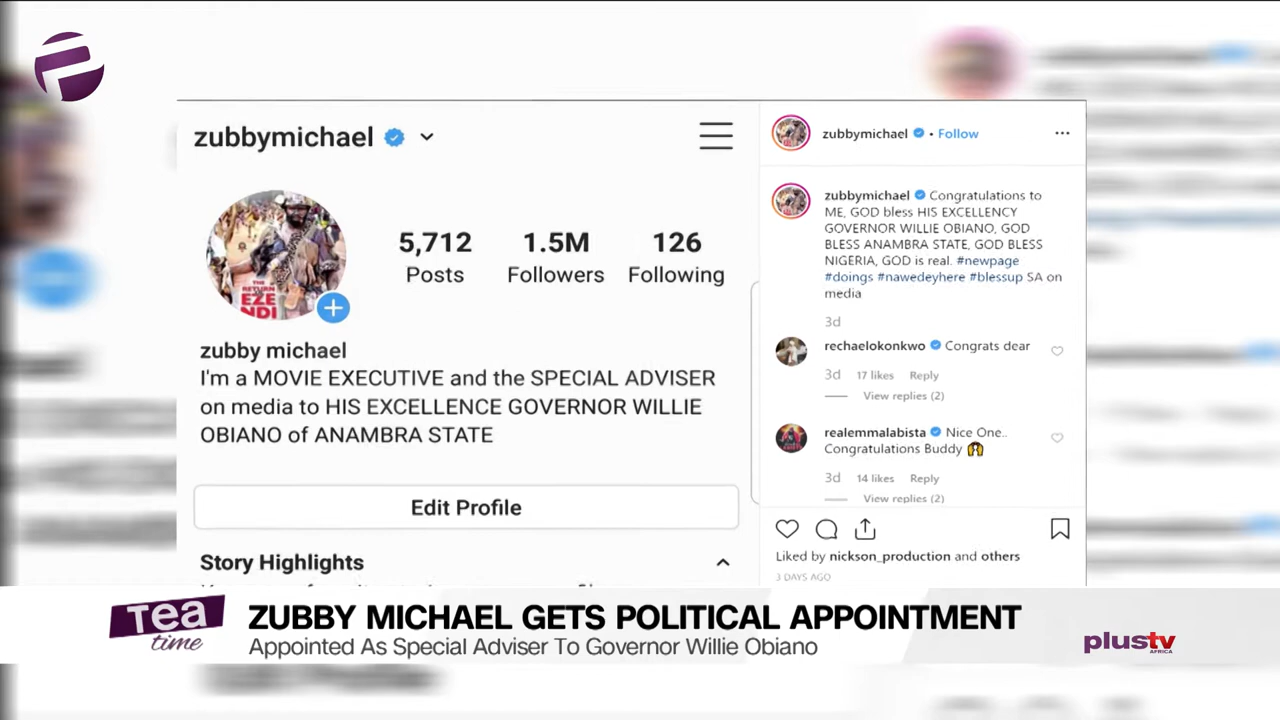 zubbymichael
5,712 1.5M 126
Posts Followers Following
THE
RETURN
EZE
NDI
zubby michael
I'm a MOVIE EXECUTIVE and the SPECIAL ADVISER
on media to HIS EXCELLENCE GOVERNOR WILLIE
OBIANO of ANAMBRA STATE
Edit Profile
Story Highlights
zubbymichael • Follow
zubbymichael Congratulations to
ME, GOD bless HIS EXCELLENCY
GOVERNOR WILLIE OBIANO, GOD
BLESS ANAMBRA STATE, GOD BLESS
NIGERIA, GOD is real. #newpage
#doings #nawedeyhere #blessup SA on
media
3d
rechaelokonkwo Congrats dear
3d 17 likes Reply
View replies (2)
realemmalabista Nice One..
Congratulations Buddy
3d 14 likes Reply
View replies (2)
Liked by nickson_production and others
3 DAYS AGO
Tea
time
ZUBBY MICHAEL GETS POLITICAL APPOINTMENT
Appointed As Special Adviser To Governor Willie Obiano
plustv
AFRICA